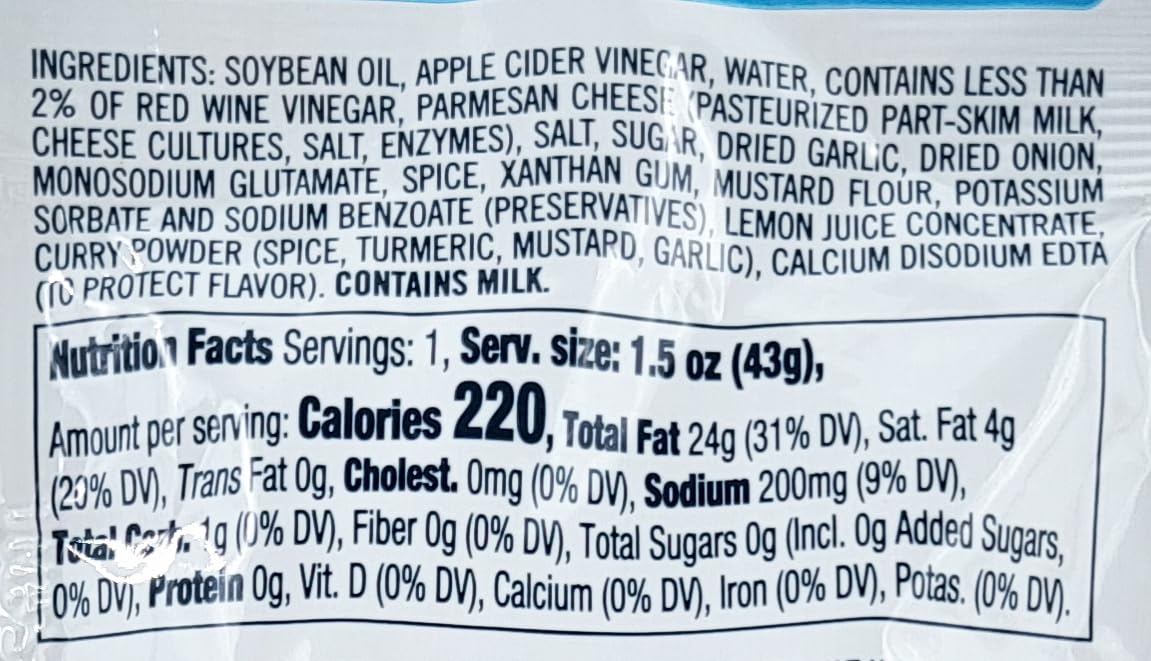 INGREDIENTS: SOYBEAN OIL, APPLE CIDER VINEGAR, WATER, CONTAINS LESS THAN
2% OF RED WINE VINEGAR, PARMESAN CHEESE (PASTEURIZED PART-SKIM MILK,
CHEESE CULTURES, SALT, ENZYMES), SALT, SUGAR, DRIED GARLIC, DRIED ONION,
MONOSODIUM GLUTAMATE, SPICE, XANTHAN GUM, MUSTARD FLOUR, POTASSIUM
SORBATE AND SODIUM BENZOATE (PRESERVATIVES), LEMON JUICE CONCENTRATE,
CURRY POWDER (SPICE, TURMERIC, MUSTARD, GARLIC), CALCIUM DISODIUM EDTA
(TO PROTECT FLAVOR). CONTAINS MILK.
Nutrition Facts Servings: 1, Serv. size: 1.5 oz (43g),
Amount per serving: Calories 220, Total Fat 24g (31% DV), Sat. Fat 4g
(20% DV), Trans Fat 0g, Cholest. 0mg (0% DV), Sodium 200mg (9% DV),
Total Carb. 1g (0% DV), Fiber 0g (0% DV), Total Sugars 0g (Incl. 0g Added Sugars,
0% DV), Protein 0g, Vit. D (0% DV), Calcium (0% DV), Iron (0% DV), Potas. (0% DV).